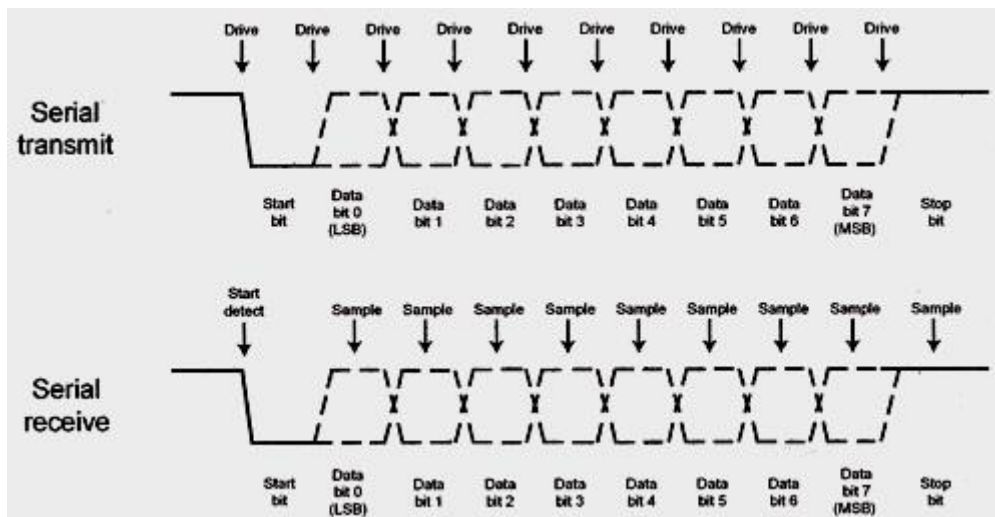 Drive Drive Drive Drive Drive Drive Drive Drive Drive Drive
Serial
transmit
Start
bit
Data
bit 0
(LSB)
Data
bit 1
Data
bit 2
Data
bit 3
Data
bit 4
Data
bit 5
Data
bit 6
Data
bit 7
(MSB)
Stop
bit
Start
detect
Sample Sample Sample Sample Sample Sample Sample Sample Sample
Serial
receive
Start
bit
Data
bit 0
(LSB)
Data
bit 1
Data
bit 2
Data
bit 3
Data
bit 4
Data
bit 5
Data
bit 6
Data
bit 7
(MSB)
Stop
bit